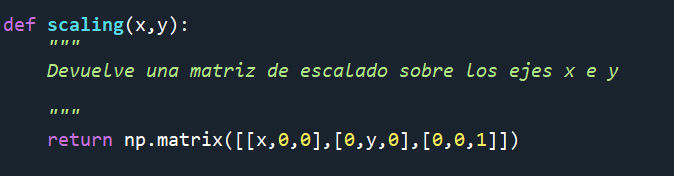 def scaling(x,y):
"""
Devuelve una matriz de escalado sobre los ejes x e y
"""
return np.matrix([[x,0,0],[0,y,0],[0,0,1]])